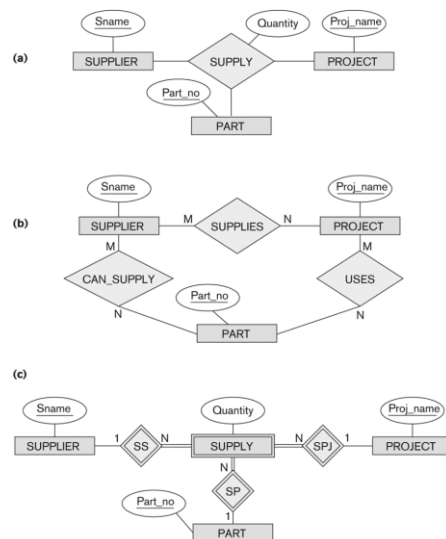 Sname
Quantity
Proj_name
(a)
SUPPLIER
SUPPLY
PROJECT
Part_no
PART
Sname
Proj_name
(b)
SUPPLIER
M
SUPPLIES
N
PROJECT
M
M
CAN_SUPPLY
USES
Part_no
N
N
PART
(c)
Sname
Quantity
Proj_name
SUPPLIER
1
SS
N
SUPPLY
N
SPJ
1
PROJECT
N
SP
Part_no
1
PART